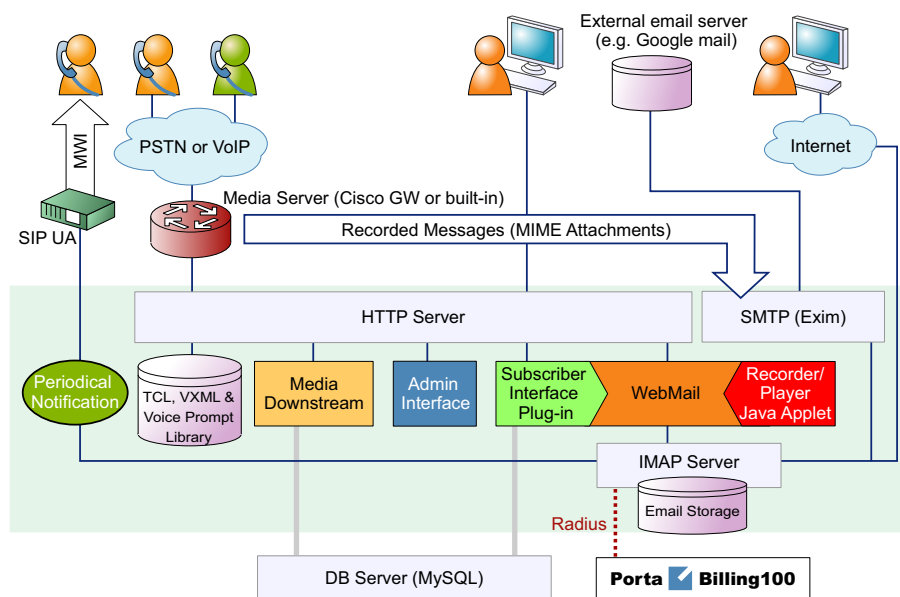 External email server
(e.g. Google mail)
MWI
PSTN or VoIP
Internet
SIP UA
Media Server (Cisco GW or built-in)
Recorded Messages (MIME Attachments)
HTTP Server
SMTP (Exim)
Periodical
Notification
TCL, VXML &
Voice Prompt
Library
Media
Downstream
Admin
Interface
Subscriber
Interface
Plug-in
WebMail
Recorder/
Player
Java Applet
IMAP Server
Email Storage
Radius
DB Server (MySQL)
Porta Billing100